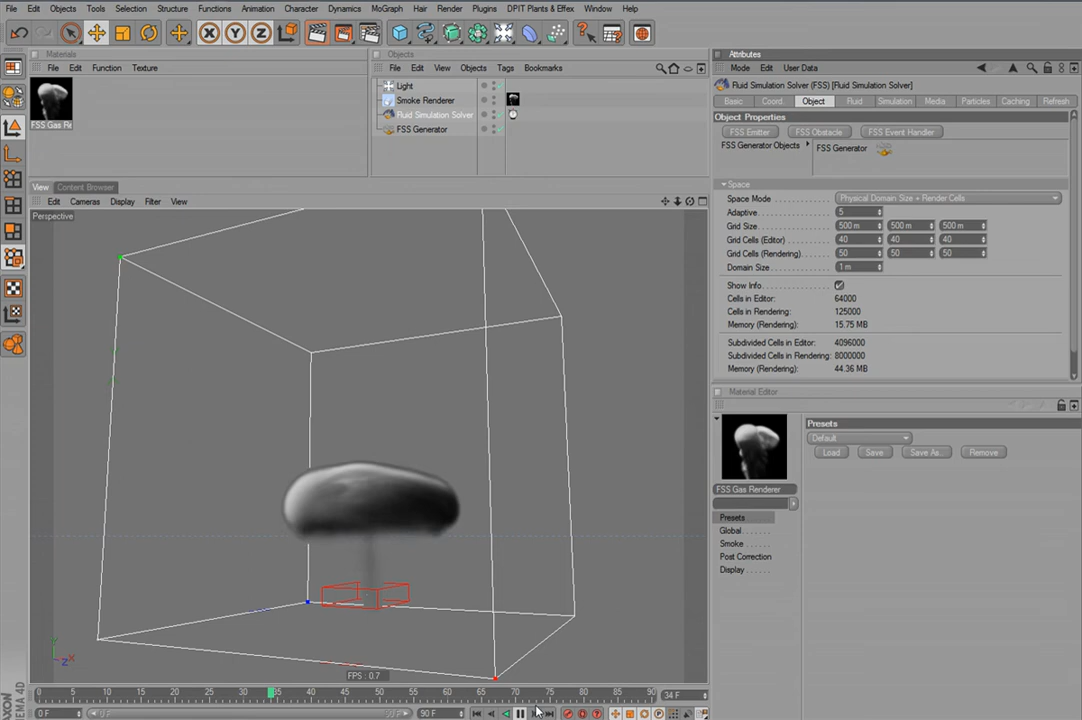 File Edit Objects Tools Selection Structure Functions Animation Character Dynamics MoGraph Hair Render Plugins DPIT Plants & Effex Window Help
X Y Z
Materials
File Edit Function Texture
FSS Gas Re
Objects
File Edit View Objects Tags Bookmarks
Light
Smoke Renderer
Fluid Simulation Solver
FSS Generator
View Content Browser
Edit Cameras Display Filter View
Perspective
Y
Z X
FPS : 0.7
0 5 10 15 20 25 30 35 40 45 50 55 60 65 70 75 80 85 90 34 F
0 F 0 F 90 F 90 F
AXON
CINEMA 4D
Attributes
Mode Edit User Data
Fluid Simulation Solver (FSS) [Fluid Simulation Solver]
Basic Coord. Object Fluid Simulation Media Particles Caching Refresh
Object Properties
FSS Emitter FSS Obstacle FSS Event Handler
FSS Generator Objects FSS Generator
Space
Space Mode Physical Domain Size + Render Cells
Adaptive 5
Grid Size 500 m 500 m 500 m
Grid Cells (Editor) 40 40 40
Grid Cells (Rendering) 50 50 50
Domain Size 1 m
Show Info
Cells in Editor: 64000
Cells in Rendering: 125000
Memory (Rendering): 15.75 MB
Subdivided Cells in Editor: 4096000
Subdivided Cells in Rendering: 8000000
Memory (Rendering): 44.36 MB
Material Editor
FSS Gas Renderer
Presets
Global
Smoke
Post Correction
Display
Presets
Default
Load Save Save As.. Remove